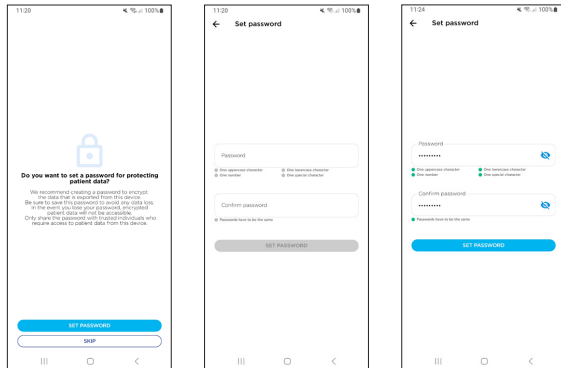 11:20
100%
Do you want to set a password for protecting
patient data?
We recommend creating a password to encrypt
the data that is exported from this device.
Be sure to save this password to avoid any data loss.
In the event you lose your password, encrypted
patient data will not be accessible.
Only share the password with trusted individuals who
require access to patient data from this device.
SET PASSWORD
SKIP
11:20
100%
Set password
Password
One uppercase character
One lowercase character
One number
One special character
Confirm password
Passwords have to be the same
SET PASSWORD
11:24
100%
Set password
Password
•••••••••
One uppercase character
One lowercase character
One number
One special character
Confirm password
•••••••••
Passwords have to be the same
SET PASSWORD